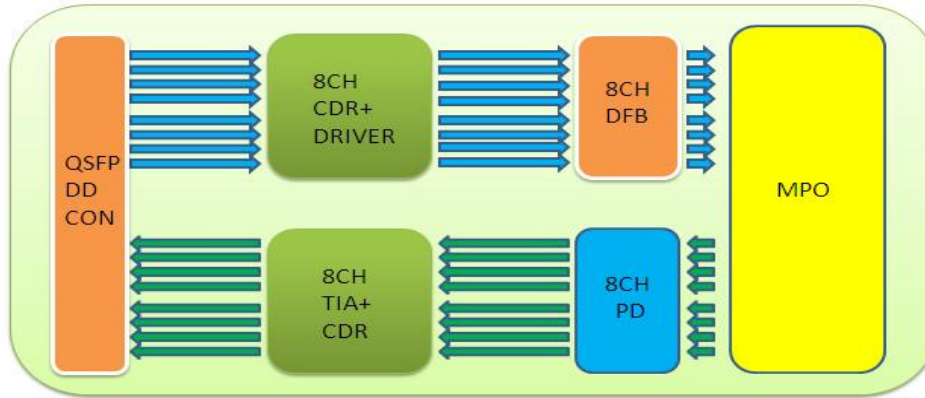 QSFP
DD
CON
8CH
CDR+
DRIVER
8CH
DFB
MPO
8CH
TIA+
CDR
8CH
PD